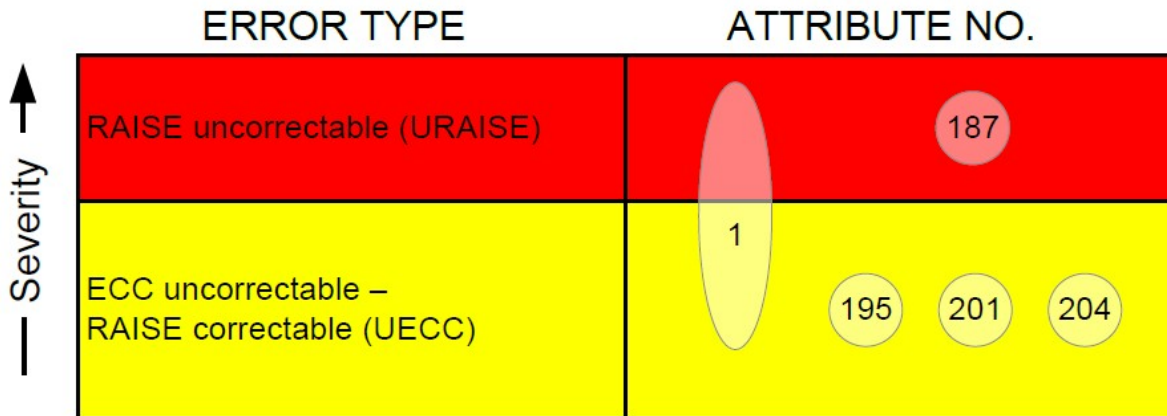 ERROR TYPE
ATTRIBUTE NO.
Severity
RAISE uncorrectable (URAISE)
187
1
ECC uncorrectable –
RAISE correctable (UECC)
195
201
204